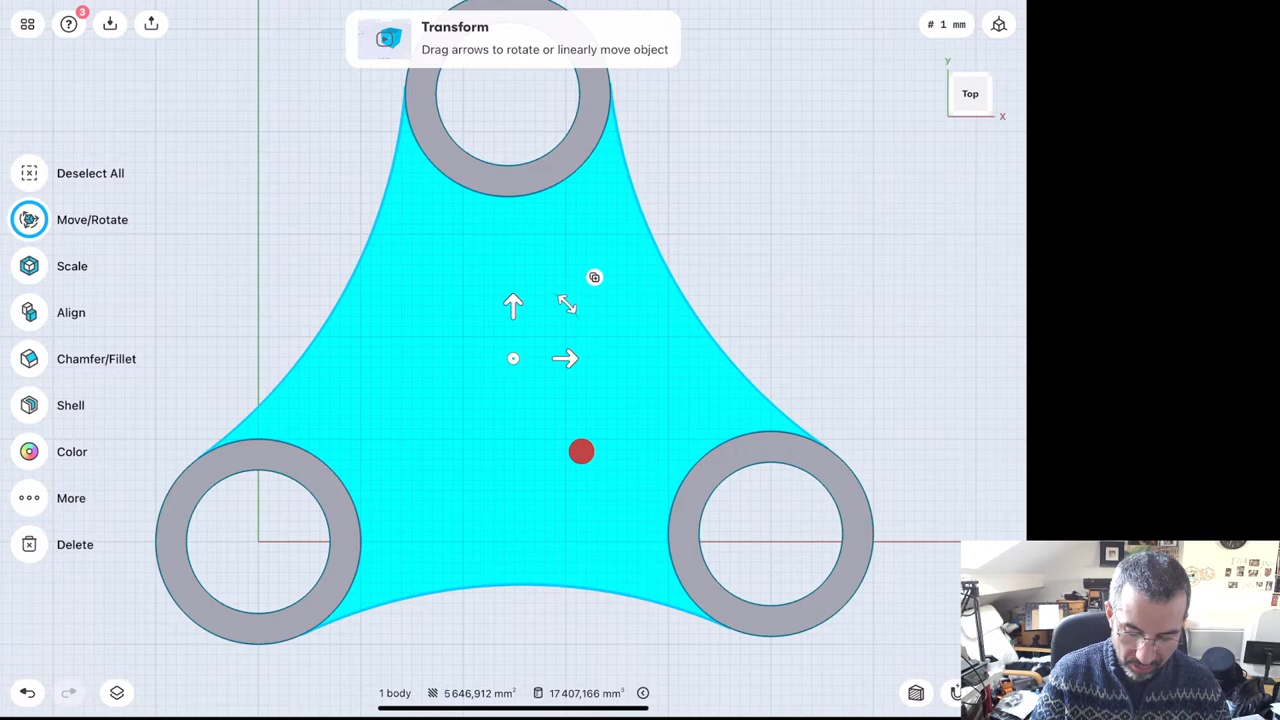 3
Transform
Drag arrows to rotate or linearly move object
# 1 mm
Y
Top
X
Deselect All
Move/Rotate
Scale
Align
Chamfer/Fillet
Shell
Color
More
Delete
1 body
5 646,912 mm²
17 407,166 mm³